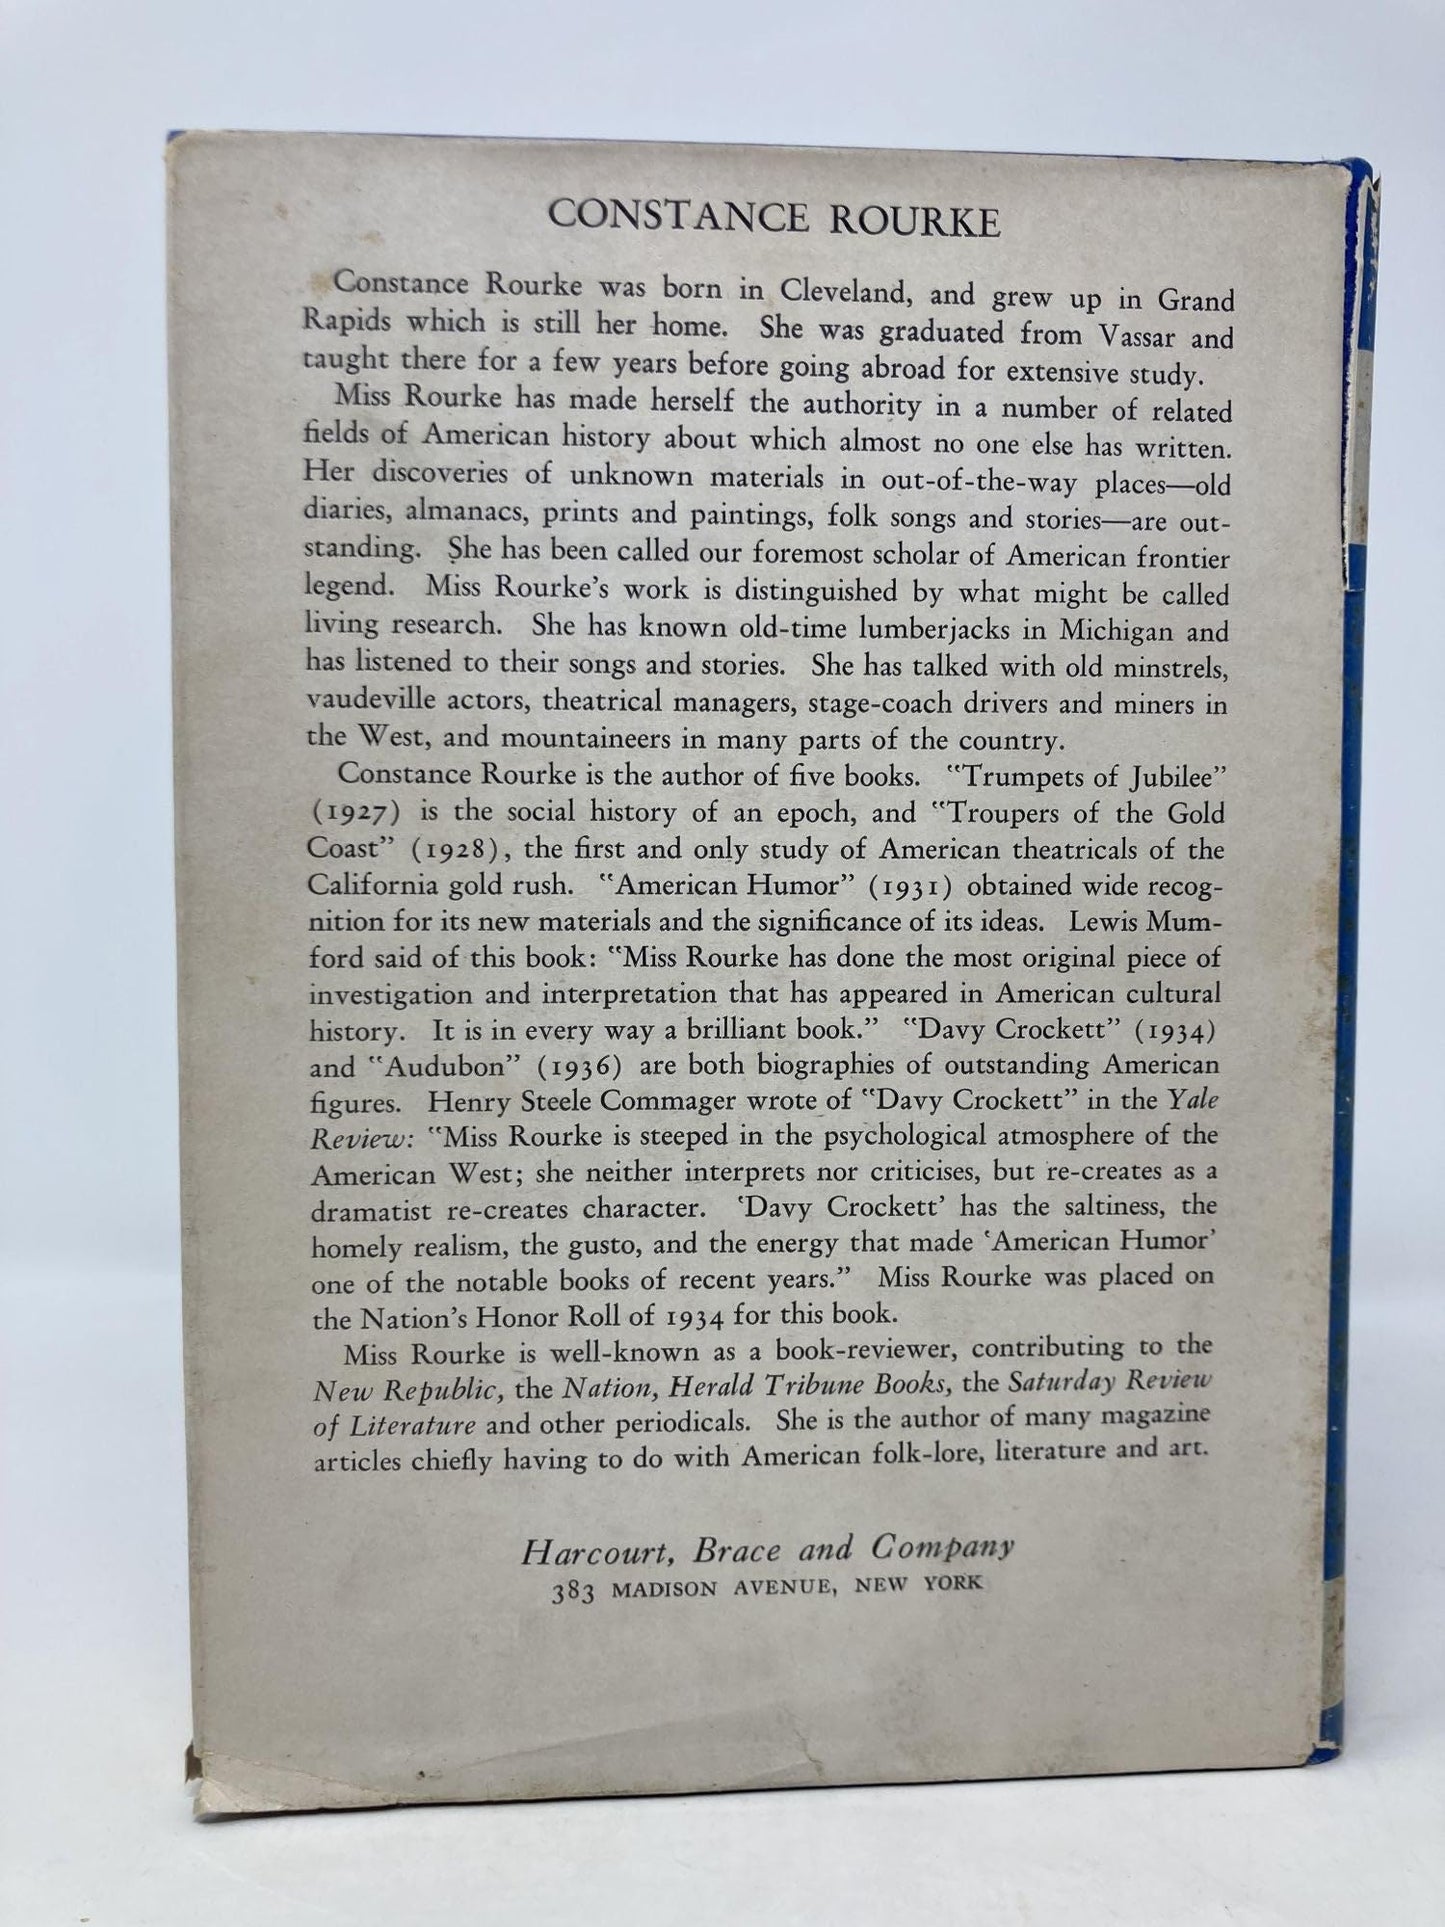 CONSTANCE ROURKE
Constance Rourke was born in Cleveland, and grew up in Grand
Rapids which is still her home. She was graduated from Vassar and
taught there for a few years before going abroad for extensive study.
Miss Rourke has made herself the authority in a number of related
fields of American history about which almost no one else has written.
Her discoveries of unknown materials in out-of-the-way places—old
diaries, almanacs, prints and paintings, folk songs and stories—are out-
standing. She has been called our foremost scholar of American frontier
legend. Miss Rourke's work is distinguished by what might be called
living research. She has known old-time lumberjacks in Michigan and
has listened to their songs and stories. She has talked with old minstrels,
vaudeville actors, theatrical managers, stage-coach drivers and miners in
the West, and mountaineers in many parts of the country.
Constance Rourke is the author of five books. "Trumpets of Jubilee"
(1927) is the social history of an epoch, and "Troupers of the Gold
Coast" (1928), the first and only study of American theatricals of the
California gold rush. "American Humor" (1931) obtained wide recog-
nition for its new materials and the significance of its ideas. Lewis Mum-
ford said of this book: "Miss Rourke has done the most original piece of
investigation and interpretation that has appeared in American cultural
history. It is in every way a brilliant book." "Davy Crockett" (1934)
and "Audubon" (1936) are both biographies of outstanding American
figures. Henry Steele Commager wrote of "Davy Crockett" in the Yale
Review: "Miss Rourke is steeped in the psychological atmosphere of the
American West; she neither interprets nor criticises, but re-creates as a
dramatist re-creates character. 'Davy Crockett' has the saltiness, the
homely realism, the gusto, and the energy that made 'American Humor'
one of the notable books of recent years." Miss Rourke was placed on
the Nation's Honor Roll of 1934 for this book.
Miss Rourke is well-known as a book-reviewer, contributing to the
New Republic, the Nation, Herald Tribune Books, the Saturday Review
of Literature and other periodicals. She is the author of many magazine
articles chiefly having to do with American folk-lore, literature and art.
Harcourt, Brace and Company
383 MADISON AVENUE, NEW YORK